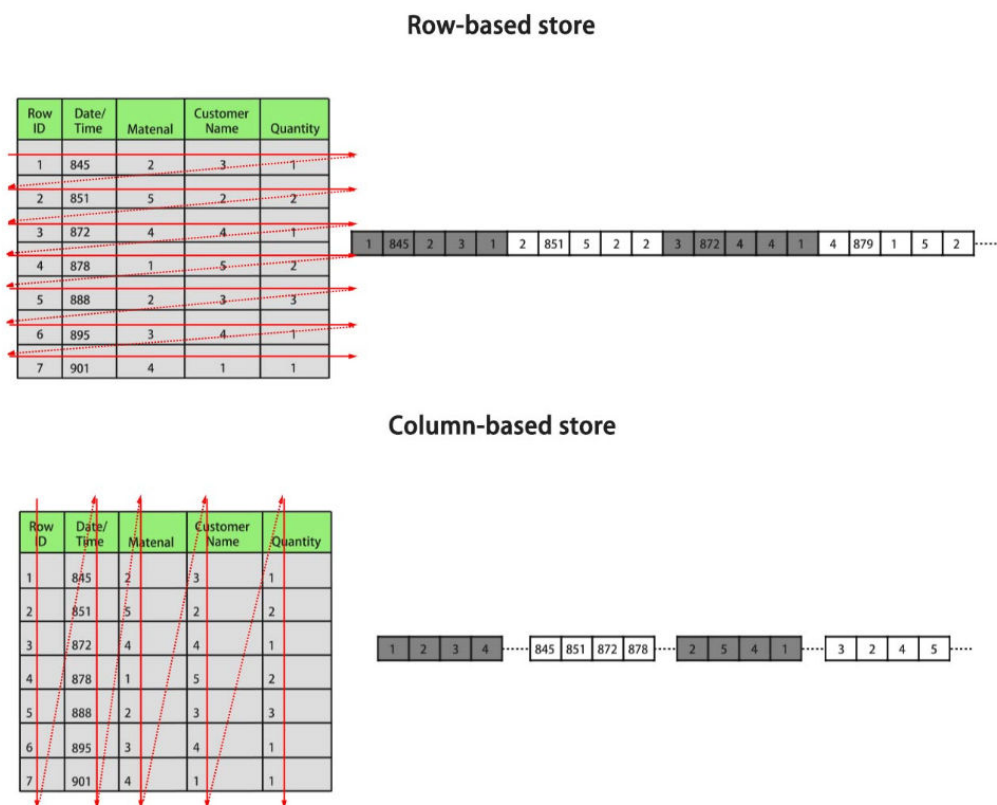 Row-based store
Row ID Date/ Time Matenal Customer Name Quantity
1 845 2 3 1
2 851 5 2 2
3 872 4 4 1
4 878 1 5 2
5 888 2 3 3
6 895 3 4 1
7 901 4 1 1
1 845 2 3 1 2 851 5 2 2 3 872 4 4 1 4 879 1 5 2
Column-based store
Row ID Date/ Time Matenal Customer Name Quantity
1 845 2 3 1
2 851 5 2 2
3 872 4 4 1
4 878 1 5 2
5 888 2 3 3
6 895 3 4 1
7 901 4 1 1
1 2 3 4 845 851 872 878 2 5 4 1 3 2 4 5